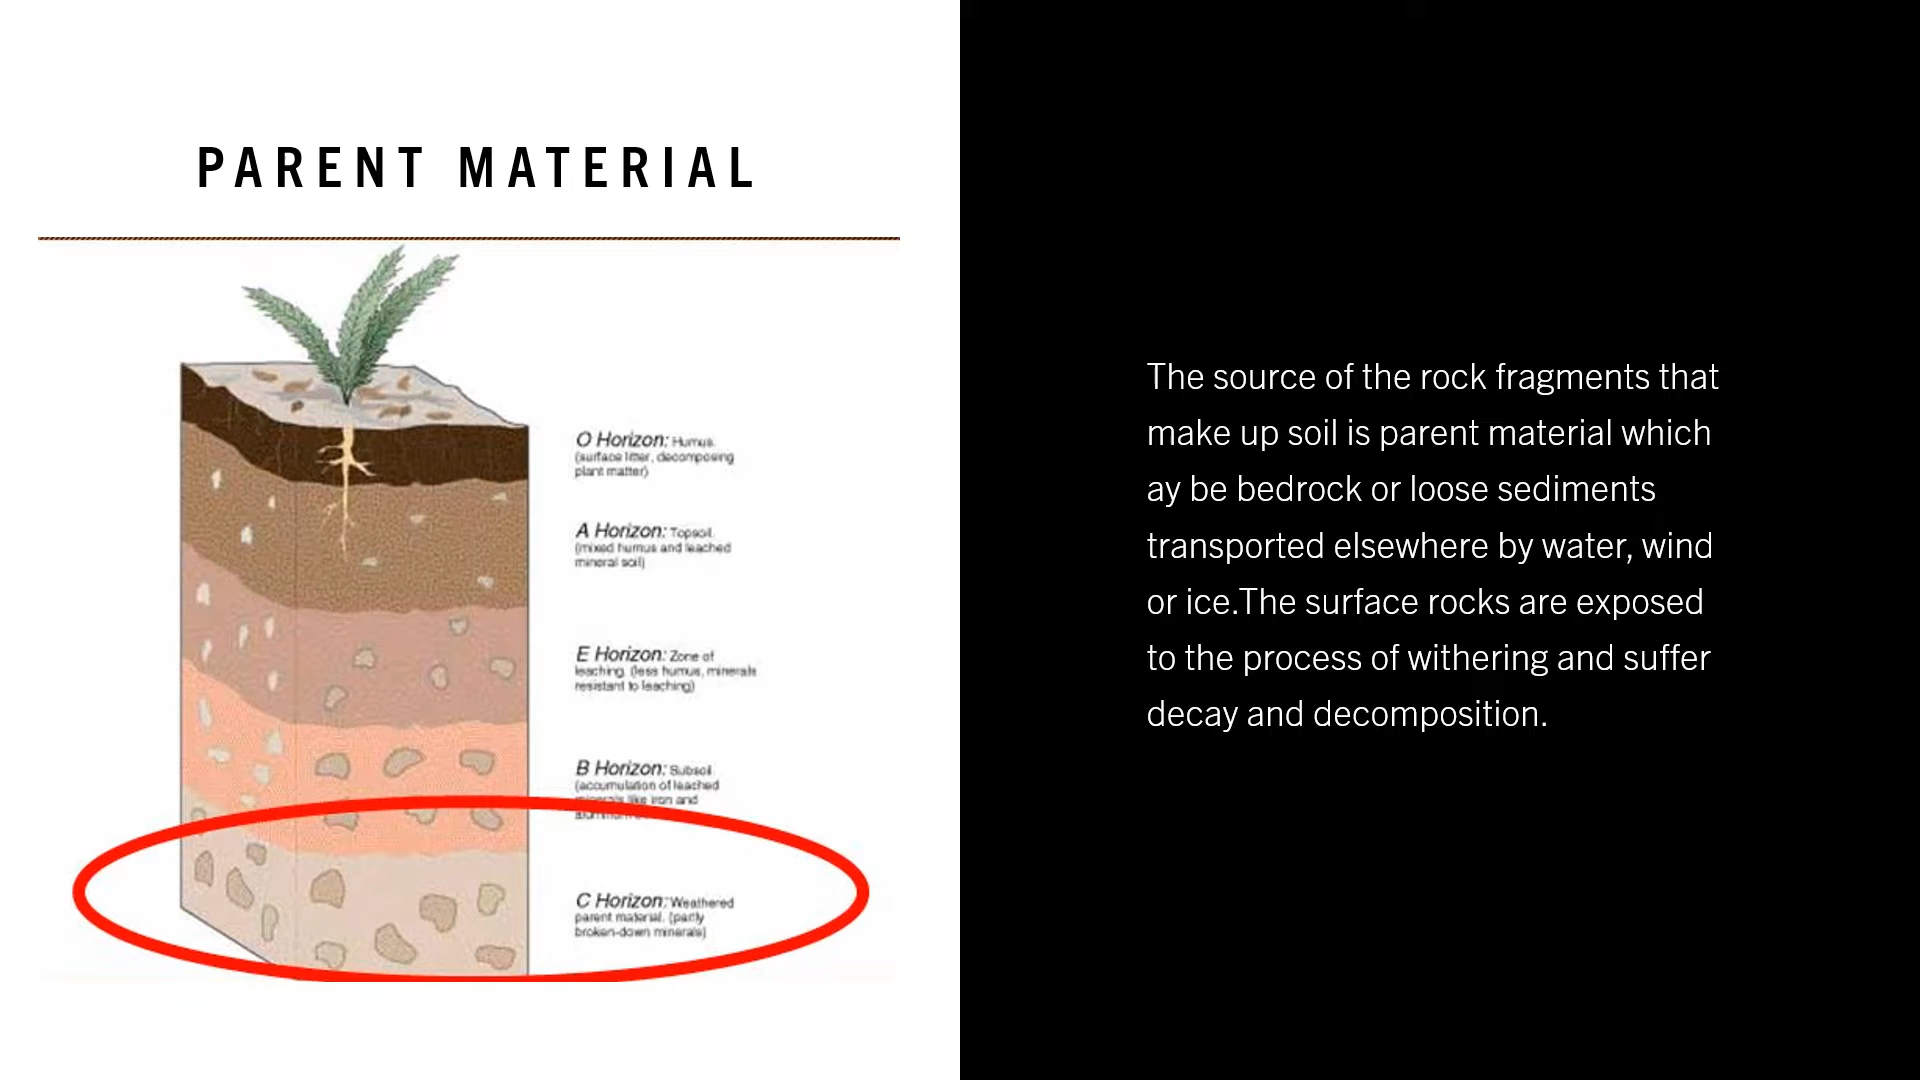 PARENT MATERIAL
O Horizon: Humus.
(surface litter, decomposing
plant matter)
A Horizon: Topsoil.
(mixed humus and leached
mineral soil)
E Horizon: Zone of
leaching. (less humus, minerals
resistant to leaching)
B Horizon: Subsoil.
(accumulation of leached
minerals like iron and
C Horizon: Weathered
parent material. (partly
broken-down minerals)
The source of the rock fragments that
make up soil is parent material which
ay be bedrock or loose sediments
transported elsewhere by water, wind
or ice.The surface rocks are exposed
to the process of withering and suffer
decay and decomposition.